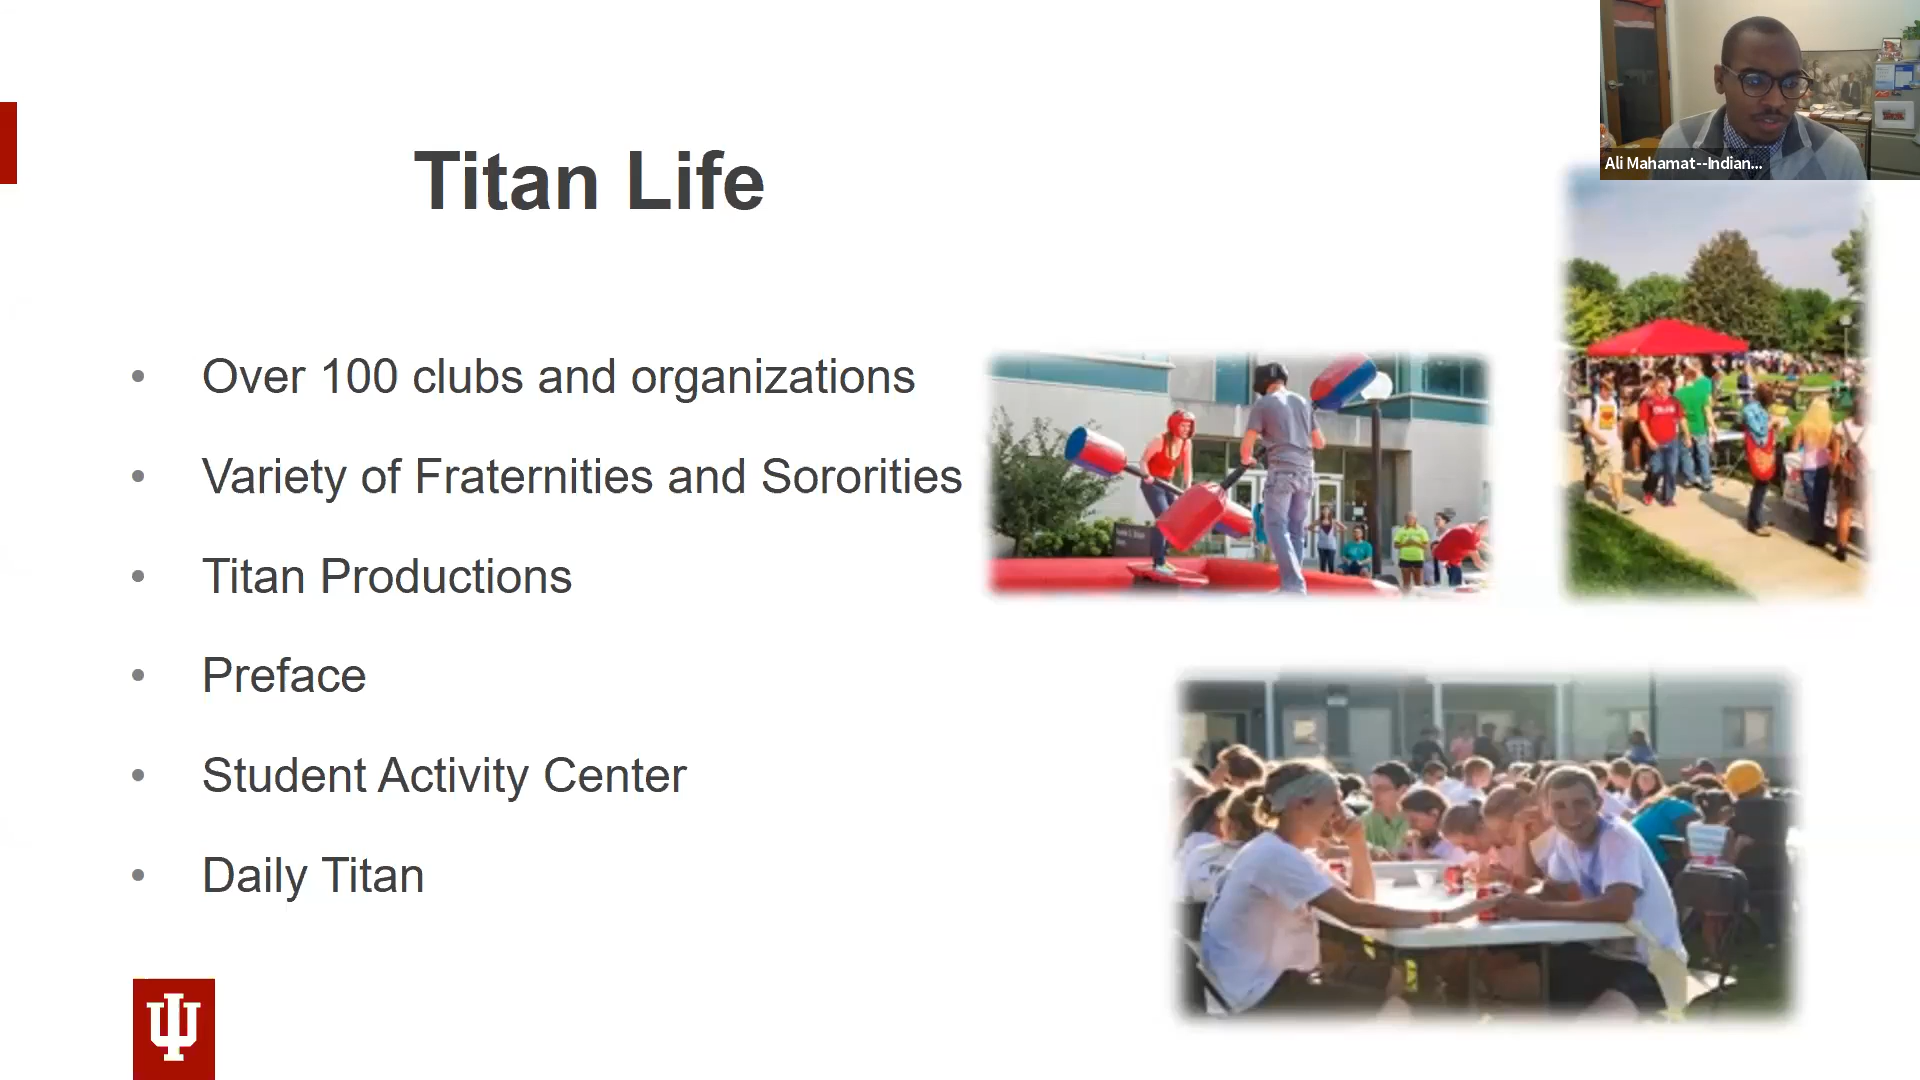 Ali Mahamat--Indian...
Titan Life
• Over 100 clubs and organizations
• Variety of Fraternities and Sororities
• Titan Productions
• Preface
• Student Activity Center
• Daily Titan